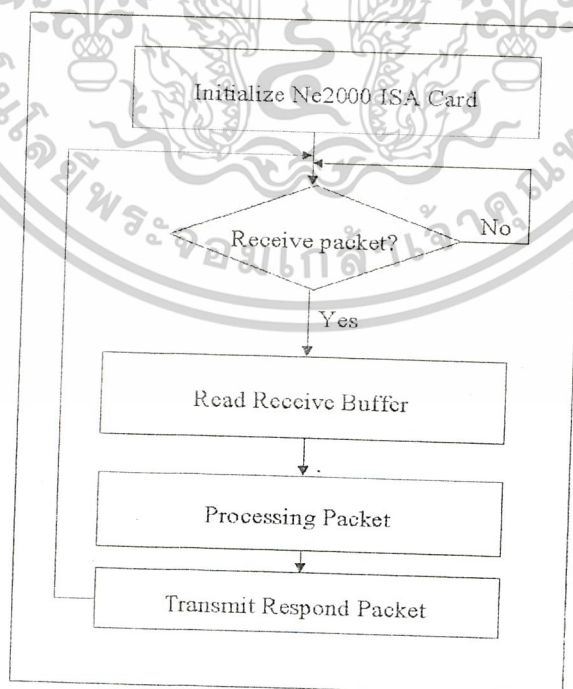 Initialize Ne2000 ISA Card
Receive packet?
No
Yes
Read Receive Buffer
Processing Packet
Transmit Respond Packet